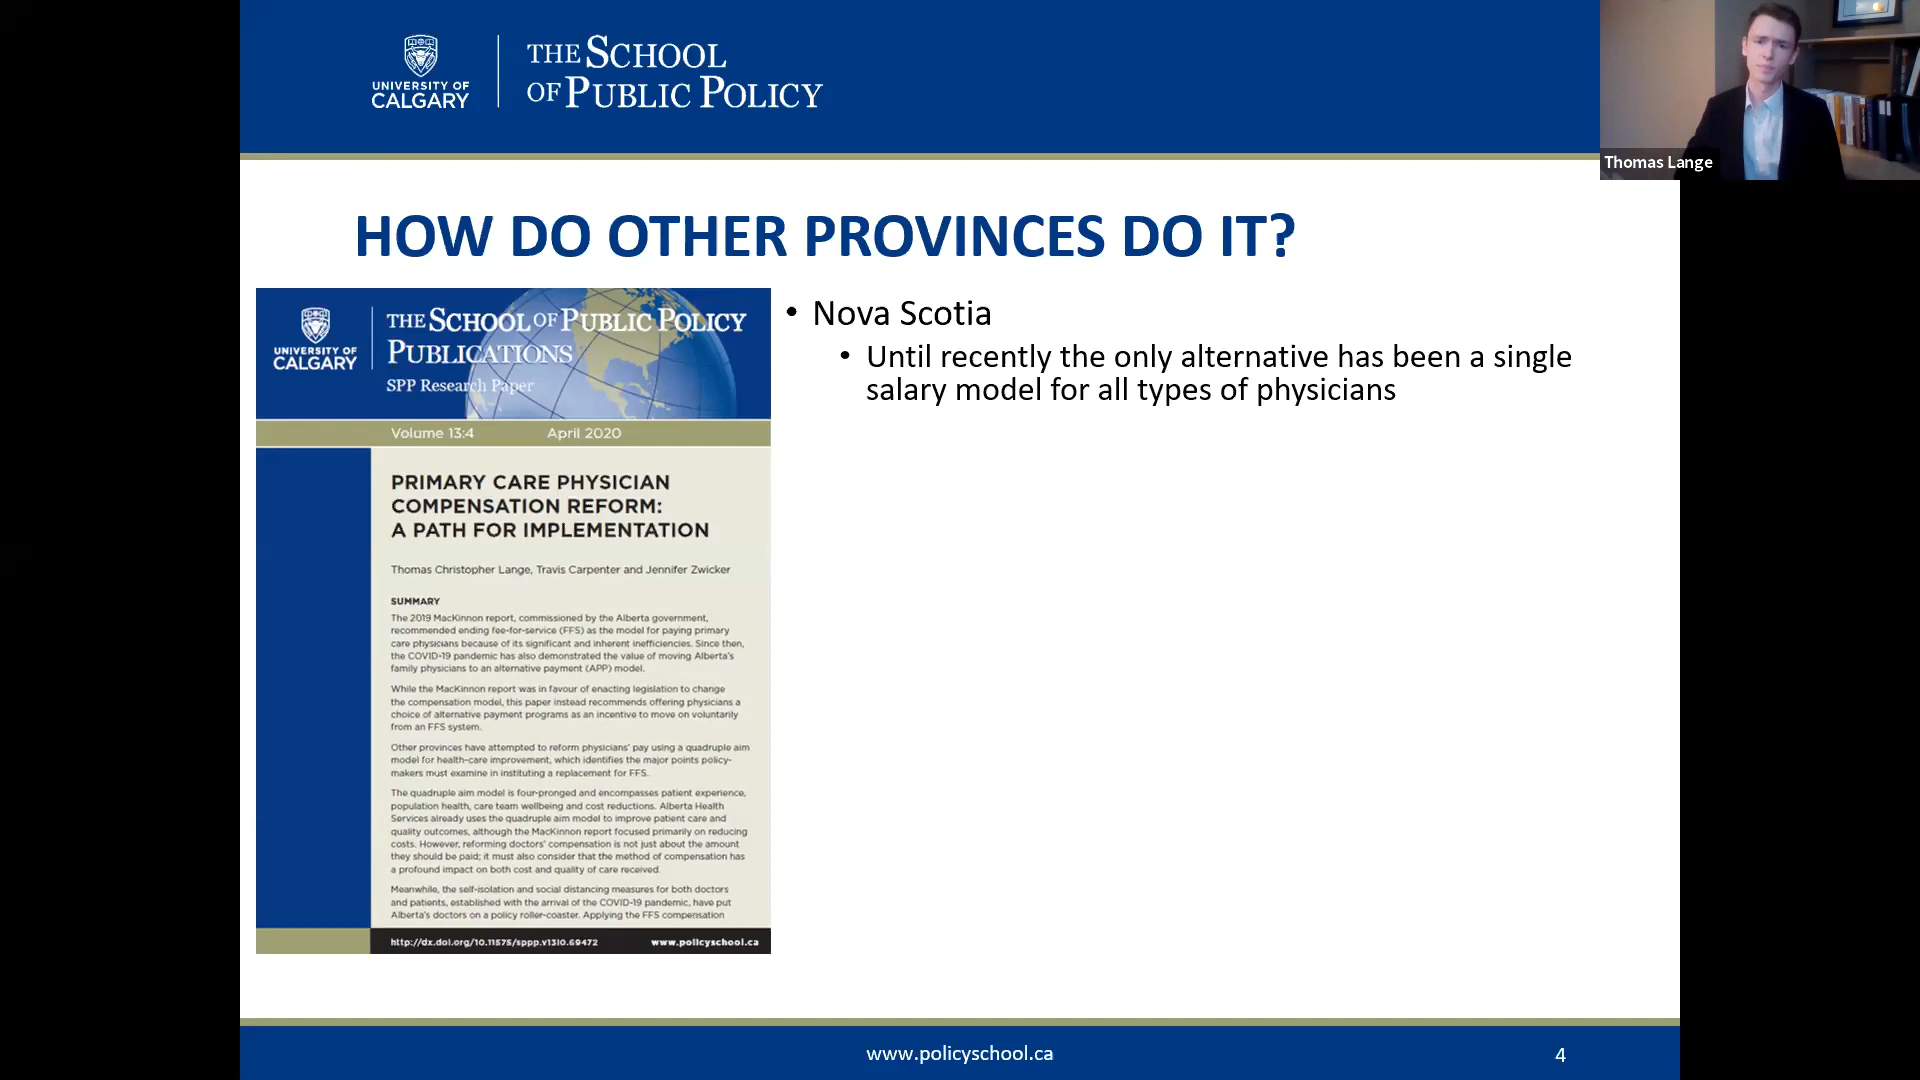 UNIVERSITY OF
CALGARY
THE SCHOOL
OF PUBLIC POLICY
Thomas Lange
HOW DO OTHER PROVINCES DO IT?
UNIVERSITY OF
CALGARY
THE SCHOOL OF PUBLIC POLICY
PUBLICATIONS
SPP Research Paper
Volume 13:4 April 2020
PRIMARY CARE PHYSICIAN
COMPENSATION REFORM:
A PATH FOR IMPLEMENTATION
Thomas Christopher Lange, Travis Carpenter and Jennifer Zwicker
SUMMARY
The 2019 MacKinnon report, commissioned by the Alberta government,
recommended ending fee-for-service (FFS) as the model for paying primary
care physicians because of its significant and inherent inefficiencies. Since then,
the COVID-19 pandemic has also demonstrated the value of moving Alberta's
family physicians to an alternative payment (APP) model.
While the MacKinnon report was in favour of enacting legislation to change
the compensation model, this paper instead recommends offering physicians a
choice of alternative payment programs as an incentive to move on voluntarily
from an FFS system.
Other provinces have attempted to reform physicians' pay using a quadruple aim
model for health-care improvement, which identifies the major points policy-
makers must examine in instituting a replacement for FFS.
The quadruple aim model is four-pronged and encompasses patient experience,
population health, care team wellbeing and cost reductions. Alberta Health
Services already uses the quadruple aim model to improve patient care and
quality outcomes, although the MacKinnon report focused primarily on reducing
costs. However, reforming doctors' compensation is not just about the amount
they should be paid; it must also consider that the method of compensation has
a profound impact on both cost and quality of care received.
Meanwhile, the self-isolation and social distancing measures for both doctors
and patients, established with the arrival of the COVID-19 pandemic, have put
Alberta's doctors on a policy roller-coaster. Applying the FFS compensation
http://dx.doi.org/10.11575/sppp.v13i0.69472 www.policyschool.ca
• Nova Scotia
• Until recently the only alternative has been a single
salary model for all types of physicians
www.policyschool.ca
4